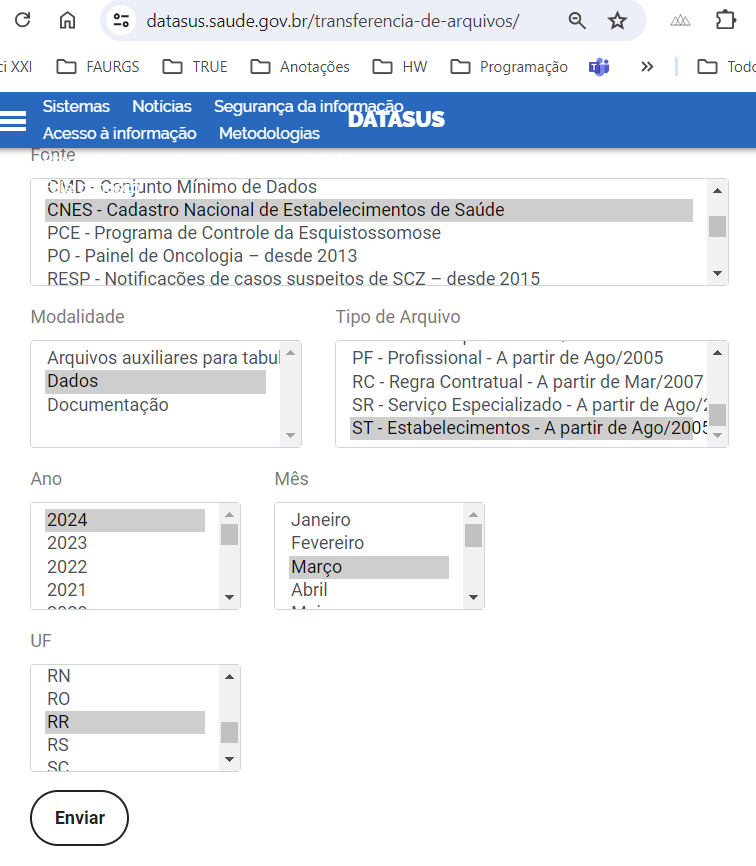 datasus.saude.gov.br/transferencia-de-arquivos/
ci XXI FAURGS TRUE Anotações HW Programação » Todo
Sistemas Notícias Segurança da informação
DATASUS
Acesso à informação Metodologias
Fonte
CMD - Conjunto Mínimo de Dados
CNES - Cadastro Nacional de Estabelecimentos de Saúde
PCE - Programa de Controle da Esquistossomose
PO - Painel de Oncologia – desde 2013
RESP - Notificações de casos suspeitos de SCZ – desde 2015
Modalidade
Arquivos auxiliares para tabul
Dados
Documentação
Tipo de Arquivo
PF - Profissional - A partir de Ago/2005
RC - Regra Contratual - A partir de Mar/2007
SR - Serviço Especializado - A partir de Ago/2
ST - Estabelecimentos - A partir de Ago/2005
Ano
2024
2023
2022
2021
Mês
Janeiro
Fevereiro
Março
Abril
UF
RN
RO
RR
RS
SC
Enviar